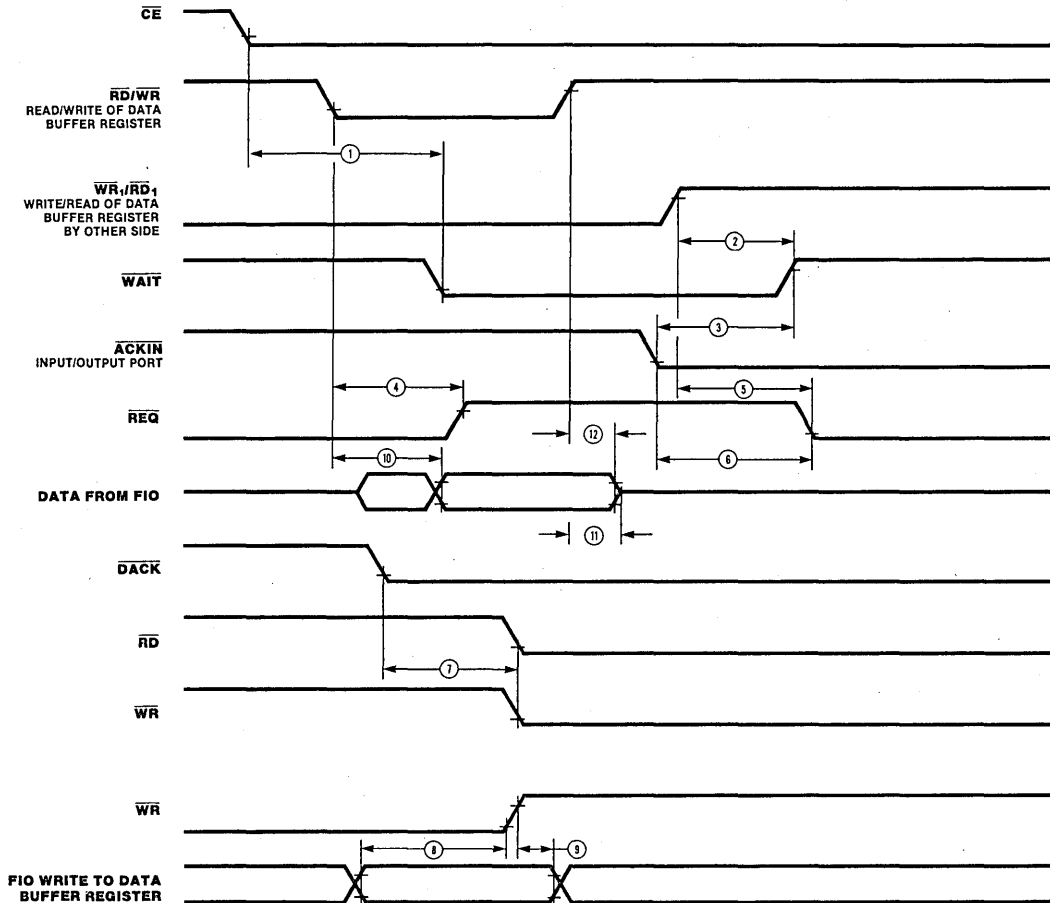 CE
RD/WR
READ/WRITE OF DATA
BUFFER REGISTER
1
WR₁/RD₁
WRITE/READ OF DATA
BUFFER REGISTER
BY OTHER SIDE
2
WAIT
3
ACKIN
INPUT/OUTPUT PORT
4
5
REQ
12
10
6
DATA FROM FIO
11
DACK
RD
7
WR
WR
8
9
FIO WRITE TO DATA
BUFFER REGISTER